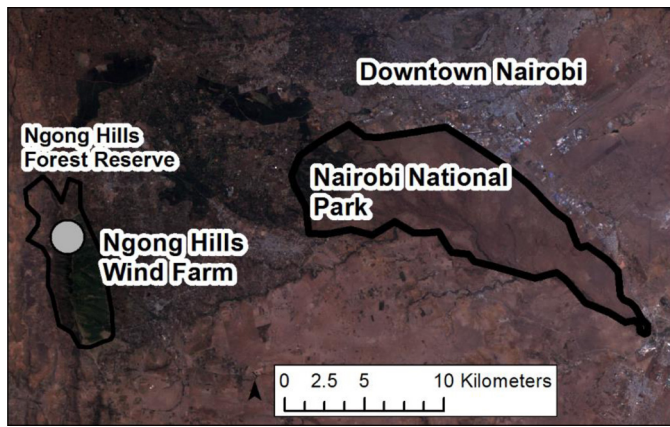 Downtown Nairobi
Ngong Hills
Forest Reserve
Nairobi National
Park
Ngong Hills
Wind Farm
0 2.5 5 10 Kilometers